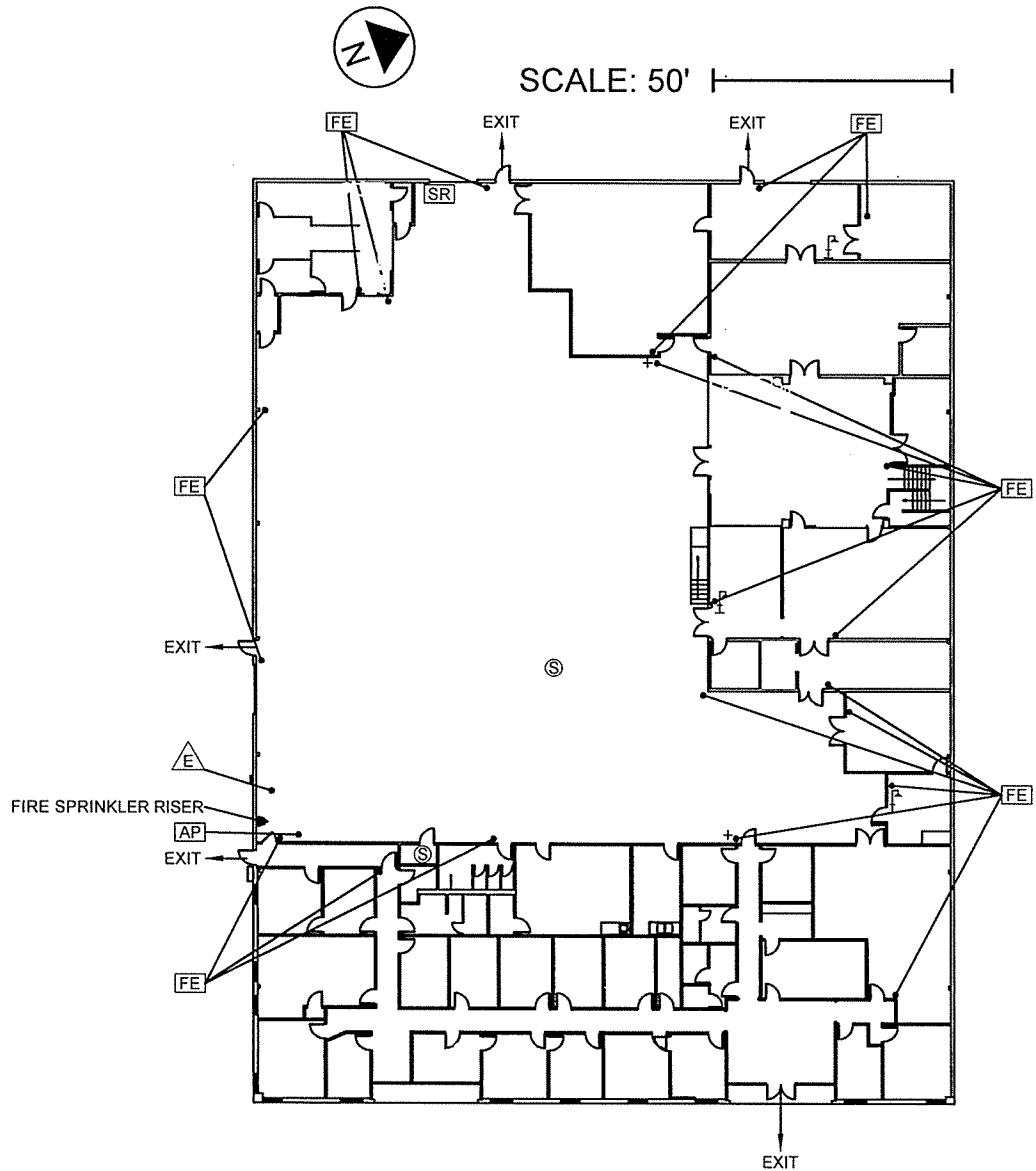 N
SCALE: 50'
FE
EXIT
EXIT
FE
SR
FE
FE
EXIT
S
E
FIRE SPRINKLER RISER
FE
AP
EXIT
S
FE
EXIT